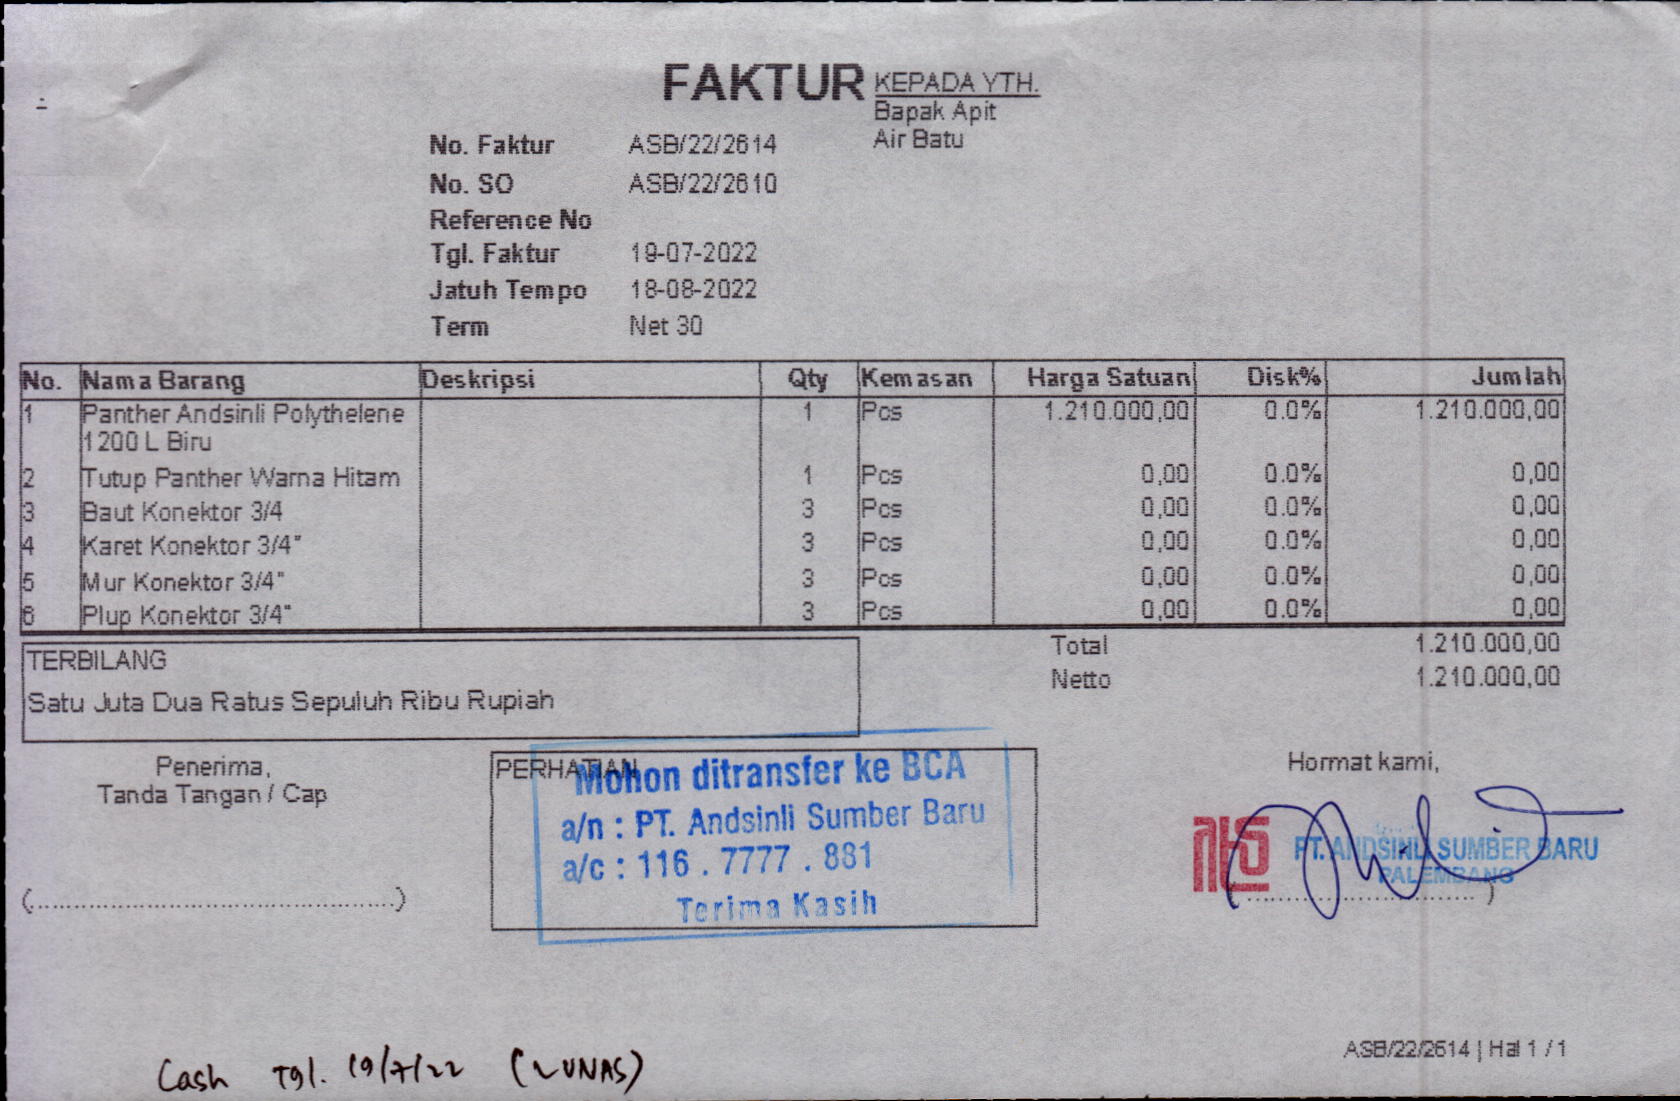 FAKTUR
KEPADA YTH.
Bapak Apit
Air Batu
No. Faktur ASB/22/2614
No. SO ASB/22/2610
Reference No
Tgl. Faktur 19-07-2022
Jatuh Tempo 18-08-2022
Term Net 30
No. Nama Barang Deskripsi Qty Kemasan Harga Satuan Disk% Jumlah
1 Panther Andsinli Polythelene 1 Pcs 1.210.000,00 0.0% 1.210.000,00
1200 L Biru
2 Tutup Panther Warna Hitam 1 Pcs 0,00 0.0% 0,00
3 Baut Konektor 3/4 3 Pcs 0,00 0.0% 0,00
4 Karet Konektor 3/4" 3 Pcs 0,00 0.0% 0,00
5 Mur Konektor 3/4" 3 Pcs 0,00 0.0% 0,00
6 Plup Konektor 3/4" 3 Pcs 0,00 0.0% 0,00
Total 1.210.000,00
Netto 1.210.000,00
TERBILANG
Satu Juta Dua Ratus Sepuluh Ribu Rupiah
Penerima,
Tanda Tangan / Cap
(............................................)
PERHATIAN
Mohon ditransfer ke BCA
a/n : PT. Andsinli Sumber Baru
a/c : 116 . 7777 . 881
Terima Kasih
Hormat kami,
PT. ANDSINLI SUMBER BARU
PALEMBANG
(............................)
Cash Tgl. 19/7/22 (LUNAS)
ASB/22/2614 | Hal 1 / 1